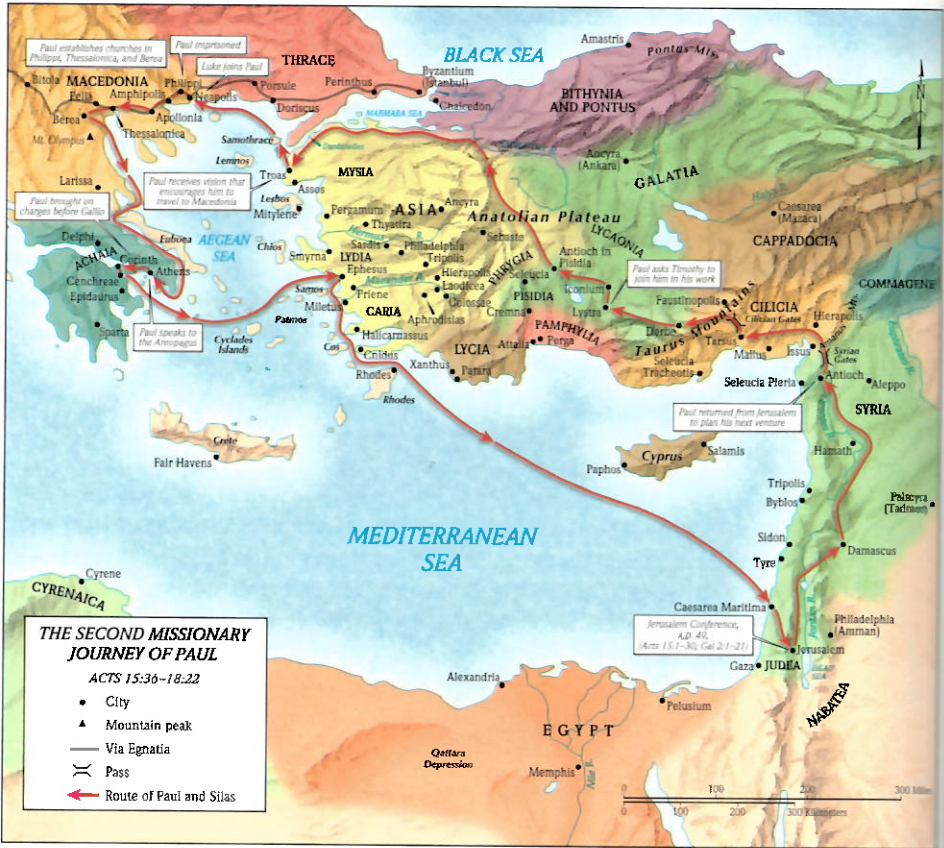 Paul establishes churches in
Philippi, Thessalonica, and Berea
Paul imprisoned
Luke joins Paul
THRACE
BLACK SEA
Amastris
Pontus Mts.
Bitola
MACEDONIA
Pella
Amphipolis
Philippi
Neapolis
Porsule
Doriscus
Perinthus
Byzantium
(Istanbul)
Chalcedon
MARMARA SEA
BITHYNIA
AND PONTUS
N
Berea
Apollonia
Thessalonica
Mt. Olympus
Samothrace
Dardanelles
Lemnos
Troas
MYSIA
Ancyra
(Ankara)
GALATIA
Larissa
Paul receives vision that
encourages him to
travel to Macedonia
Assos
Lesbos
Mitylene
Pergamum
ASIA
Ancyra
Anatolian Plateau
Caesarea
(Mazaca)
Paul brought on
charges before Gallio
Thyatira
Sebaste
LYCAONIA
CAPPADOCIA
Delphi
Euboea
AEGEAN
SEA
Chios
Smyrna
Sardis
Philadelphia
LYDIA
Tripolis
PHRYGIA
Antioch in
Pisidia
ACHAIA
Corinth
Athens
Cenchreae
Epidaurus
Ephesus
Hierapolis
Laodicea
Colossae
Seleucia
Iconium
Paul asks Timothy to
join him in his work
COMMAGENE
Samos
Priene
Miletus
CARIA
Aphrodisias
PISIDIA
Cremna
Lystra
Faustinopolis
CILICIA
Cilician Gates
Hierapolis
Sparta
Paul speaks to
the Areopagus
Patmos
Cyclades
Islands
Halicarnassus
PAMPHYLIA
Attalia
Perga
Derbe
Taurus Mountains
Tarsus
Mallus
Issus
Amanus Mt.
Syrian
Gates
Cos
Cnidus
LYCIA
Xanthus
Patara
Seleucia
Tracheotis
Seleucia Pieria
Antioch
Aleppo
Rhodes
Rhodes
Paul returned from Jerusalem
to plan his next venture
SYRIA
Crete
Fair Havens
Cyprus
Salamis
Paphos
Hamath
Tripolis
Byblos
Palmyra
(Tadmor)
MEDITERRANEAN
SEA
Sidon
Tyre
Damascus
Cyrene
CYRENAICA
Caesarea Maritima
Jordan R.
Philadelphia
(Amman)
Jerusalem Conference,
A.D. 49,
(Acts 15:1–30; Gal 2:1–21)
Jerusalem
Gaza
JUDEA
DEAD
SEA
NABATEA
THE SECOND MISSIONARY
JOURNEY OF PAUL
ACTS 15:36–18:22
City
Mountain peak
Via Egnatia
Pass
Route of Paul and Silas
Alexandria
Pelusium
EGYPT
Qattara
Depression
Memphis
Nile R.
0 100 200 300 Miles
0 100 200 300 Kilometers